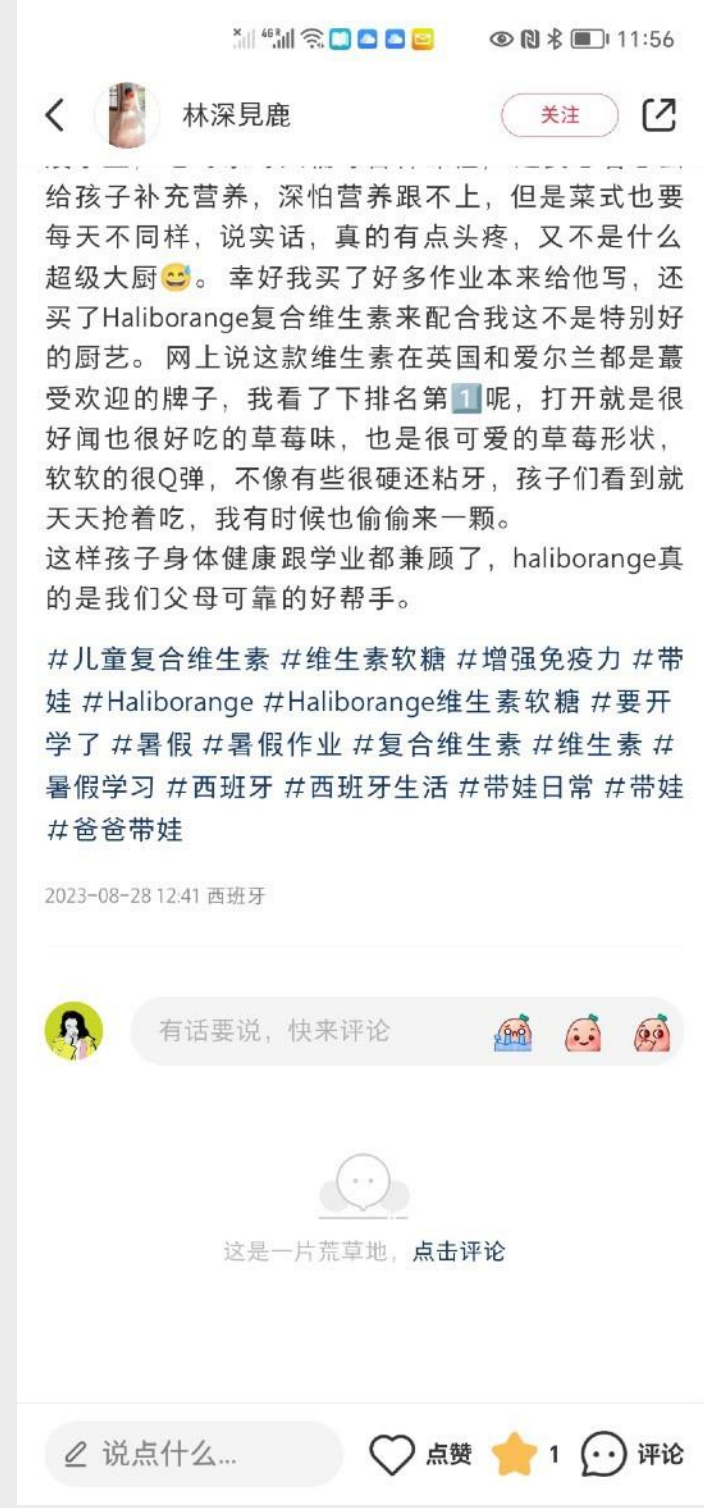 46
11:56
林深見鹿
关注
给孩子补充营养，深怕营养跟不上，但是菜式也要
每天不同样，说实话，真的有点头疼，又不是什么
超级大厨😅。 幸好我买了好多作业本来给他写，还
买了Haliborange复合维生素来配合我这不是特别好
的厨艺。 网上说这款维生素在英国和爱尔兰都是蕞
受欢迎的牌子，我看了下排名第1️⃣呢，打开就是很
好闻也很好吃的草莓味，也是很可爱的草莓形状，
软软的很Q弹，不像有些很硬还粘牙，孩子们看到就
天天抢着吃，我有时候也偷偷来一颗。
这样孩子身体健康跟学业都兼顾了，haliborange真
的是我们父母可靠的好帮手。
#儿童复合维生素 #维生素软糖 #增强免疫力 #带
娃 #Haliborange #Haliborange维生素软糖 #要开
学了 #暑假 #暑假作业 #复合维生素 #维生素 #
暑假学习 #西班牙 #西班牙生活 #带娃日常 #带娃
#爸爸带娃
2023-08-28 12:41 西班牙
有话要说，快来评论
这是一片荒草地，点击评论
说点什么... 点赞 1 评论